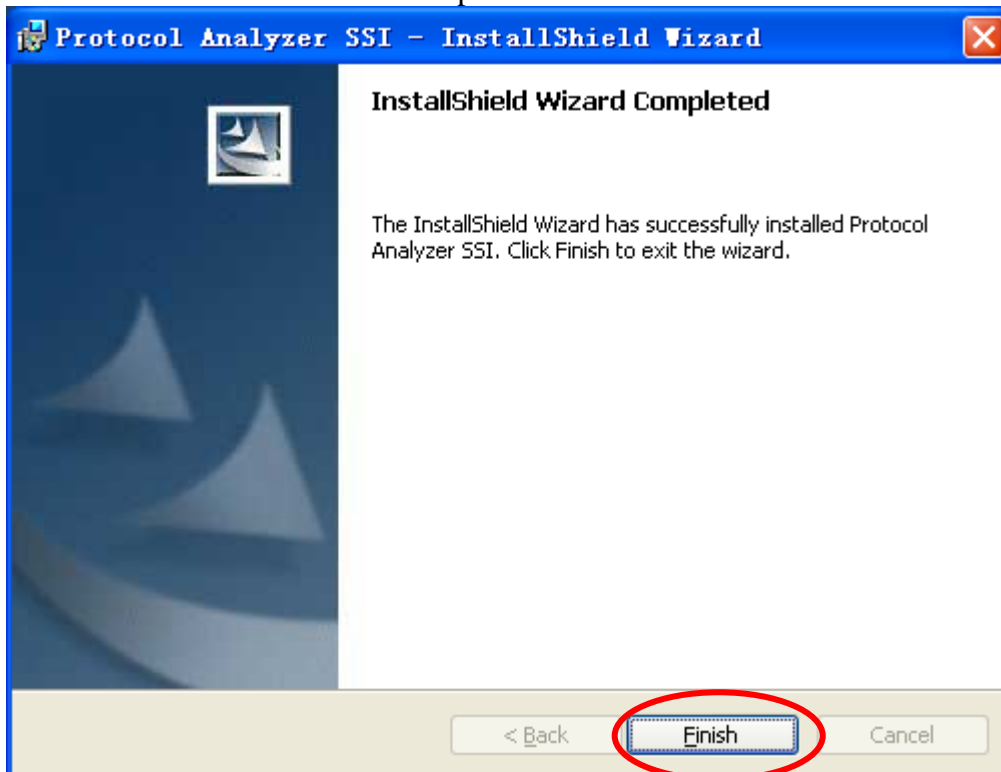 Protocol Analyzer SSI - InstallShield Wizard
InstallShield Wizard Completed
The InstallShield Wizard has successfully installed Protocol
Analyzer SSI. Click Finish to exit the wizard.
< Back Finish Cancel